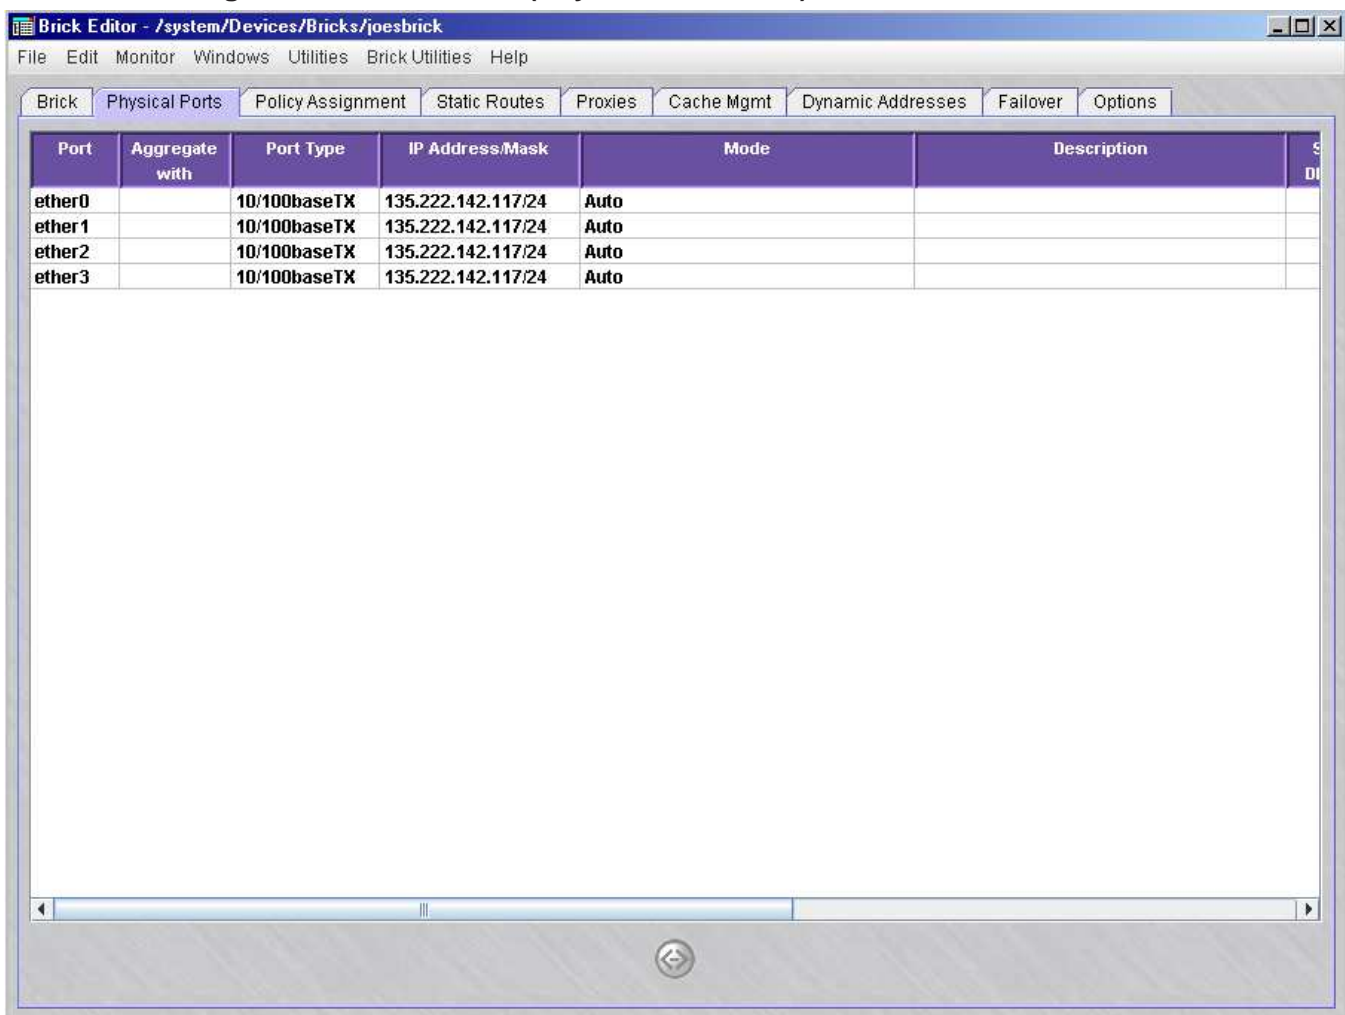 Brick Editor - /system/Devices/Bricks/joesbrick
File Edit Monitor Windows Utilities Brick Utilities Help
Brick Physical Ports Policy Assignment Static Routes Proxies Cache Mgmt Dynamic Addresses Failover Options
Port Aggregate with Port Type IP Address/Mask Mode Description
ether0 10/100baseTX 135.222.142.117/24 Auto
ether1 10/100baseTX 135.222.142.117/24 Auto
ether2 10/100baseTX 135.222.142.117/24 Auto
ether3 10/100baseTX 135.222.142.117/24 Auto